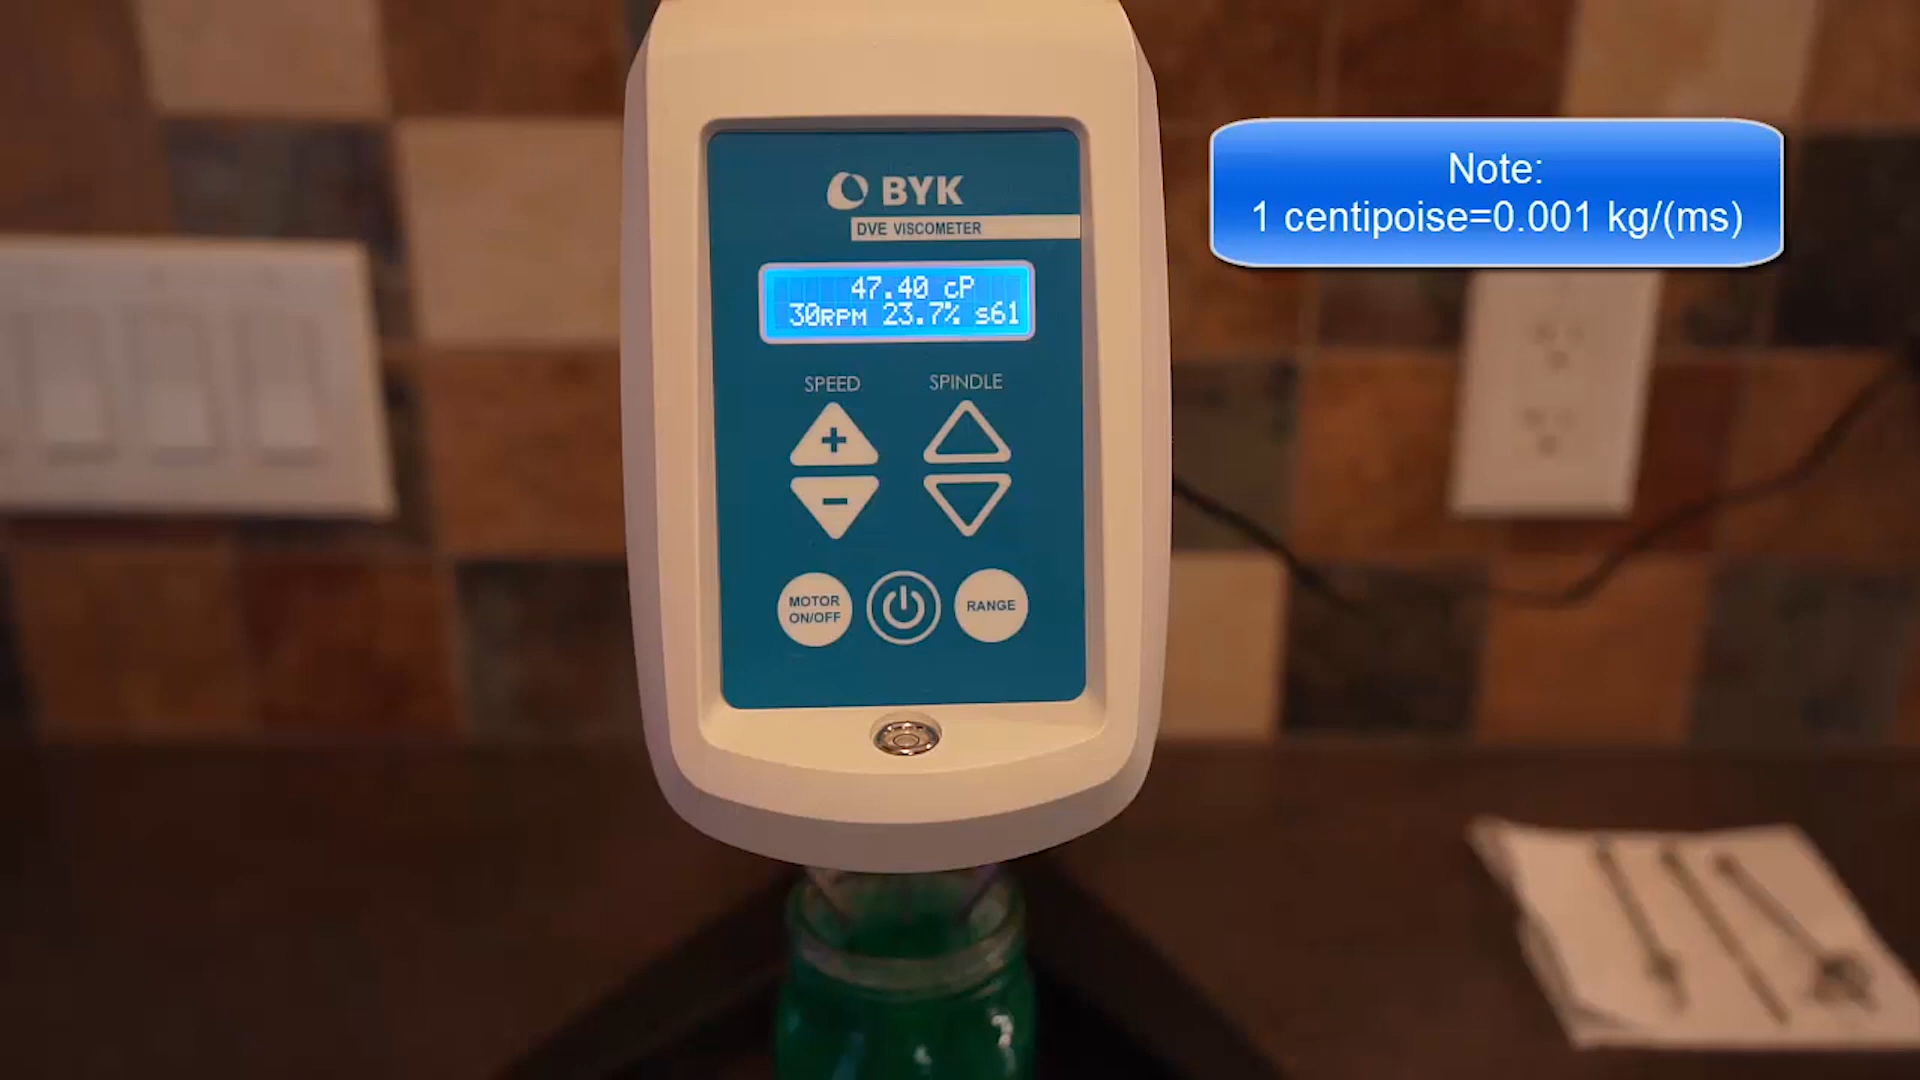 BYK
DVE VISCOMETER
47.40 cP
30RPM 23.7% s61
SPEED
SPINDLE
+
-
MOTOR
ON/OFF
RANGE
Note:
1 centipoise=0.001 kg/(ms)